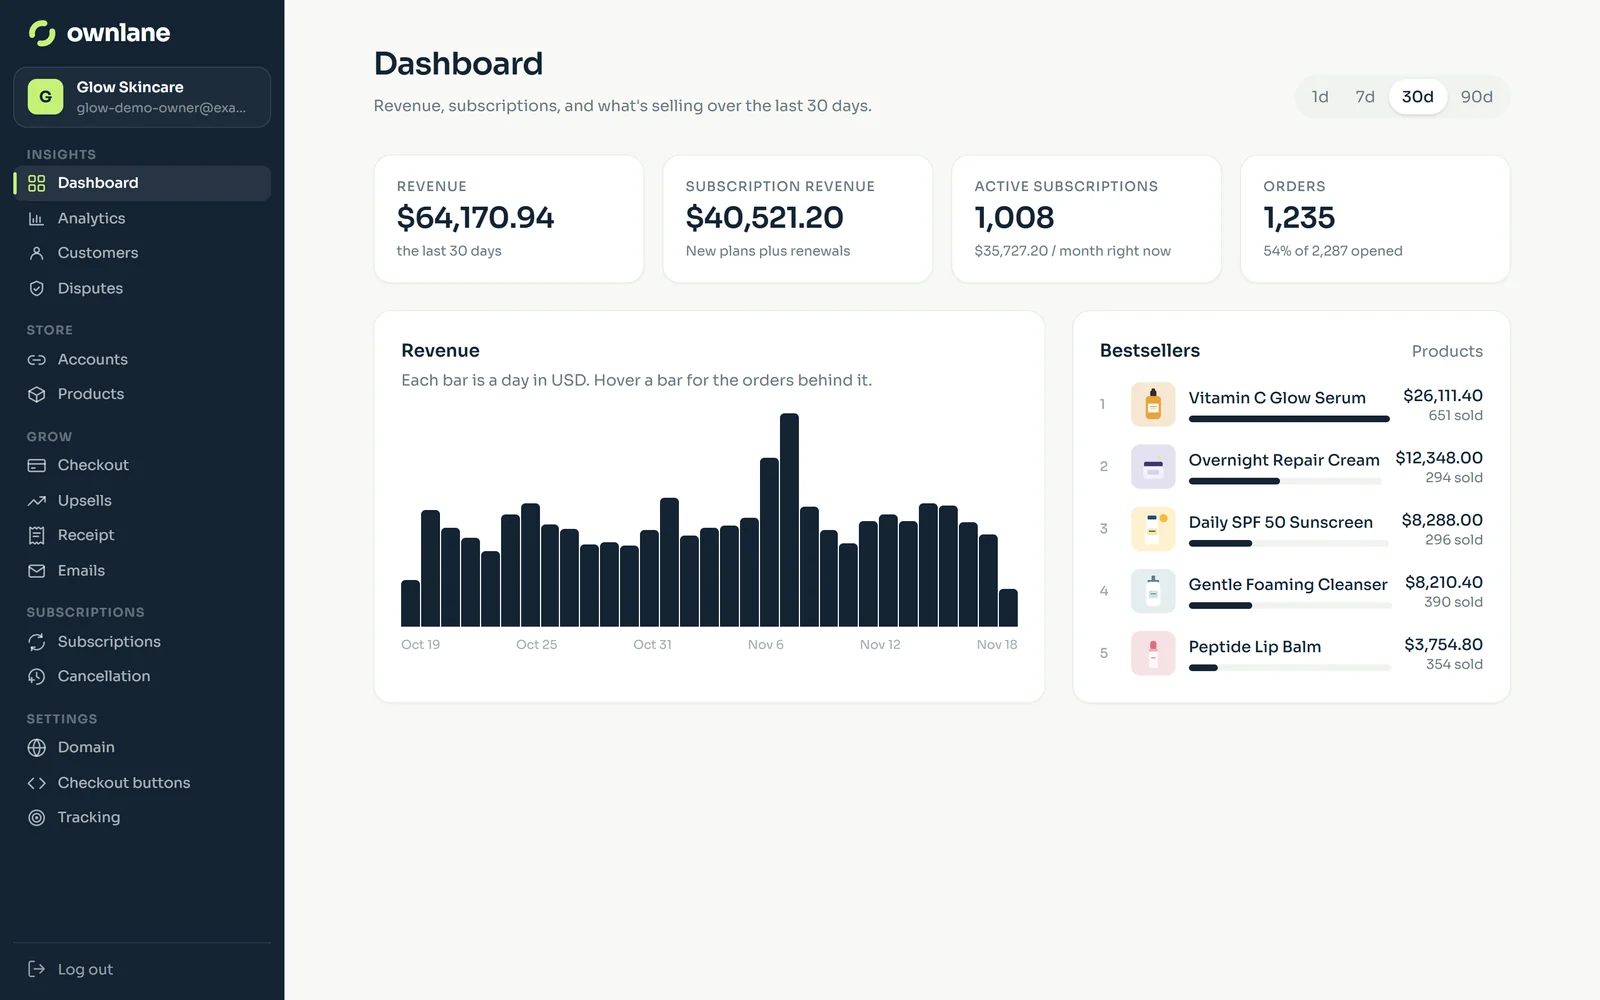 ownlane
G
Glow Skincare
glow-demo-owner@exa...
INSIGHTS
Dashboard
Analytics
Customers
Disputes
STORE
Accounts
Products
GROW
Checkout
Upsells
Receipt
Emails
SUBSCRIPTIONS
Subscriptions
Cancellation
SETTINGS
Domain
Checkout buttons
Tracking
Log out
Dashboard
Revenue, subscriptions, and what's selling over the last 30 days.
1d 7d 30d 90d
REVENUE
$64,170.94
the last 30 days
SUBSCRIPTION REVENUE
$40,521.20
New plans plus renewals
ACTIVE SUBSCRIPTIONS
1,008
$35,727.20 / month right now
ORDERS
1,235
54% of 2,287 opened
Revenue
Each bar is a day in USD. Hover a bar for the orders behind it.
Oct 19 Oct 25 Oct 31 Nov 6 Nov 12 Nov 18
Bestsellers Products
1 Vitamin C Glow Serum $26,111.40
651 sold
2 Overnight Repair Cream $12,348.00
294 sold
3 Daily SPF 50 Sunscreen $8,288.00
296 sold
4 Gentle Foaming Cleanser $8,210.40
390 sold
5 Peptide Lip Balm $3,754.80
354 sold